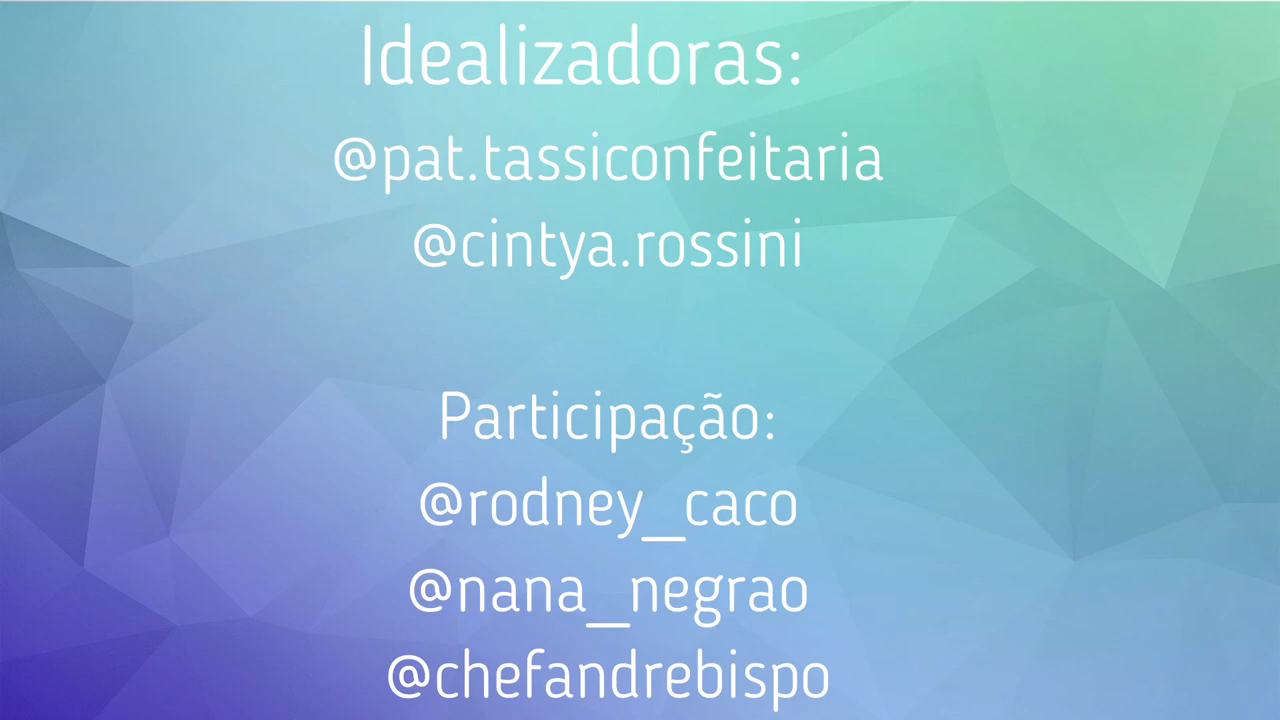 Idealizadoras:
@pat.tassiconfeitaria
@cintya.rossini
Participação:
@rodney_caco
@nana_negrao
@chefandrebispo